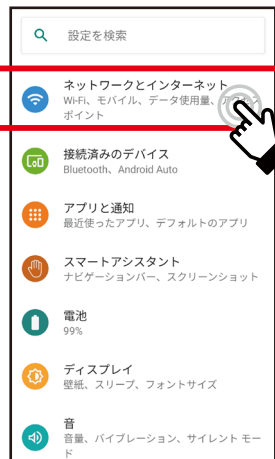 設定を検索
ネットワークとインターネット
Wi-Fi、モバイル、データ使用量、アクセス
ポイント
接続済みのデバイス
Bluetooth、Android Auto
アプリと通知
最近使ったアプリ、デフォルトのアプリ
スマートアシスタント
ナビゲーションバー、スクリーンショット
電池
99%
ディスプレイ
壁紙、スリープ、フォントサイズ
音
音量、バイブレーション、サイレント モー
ド